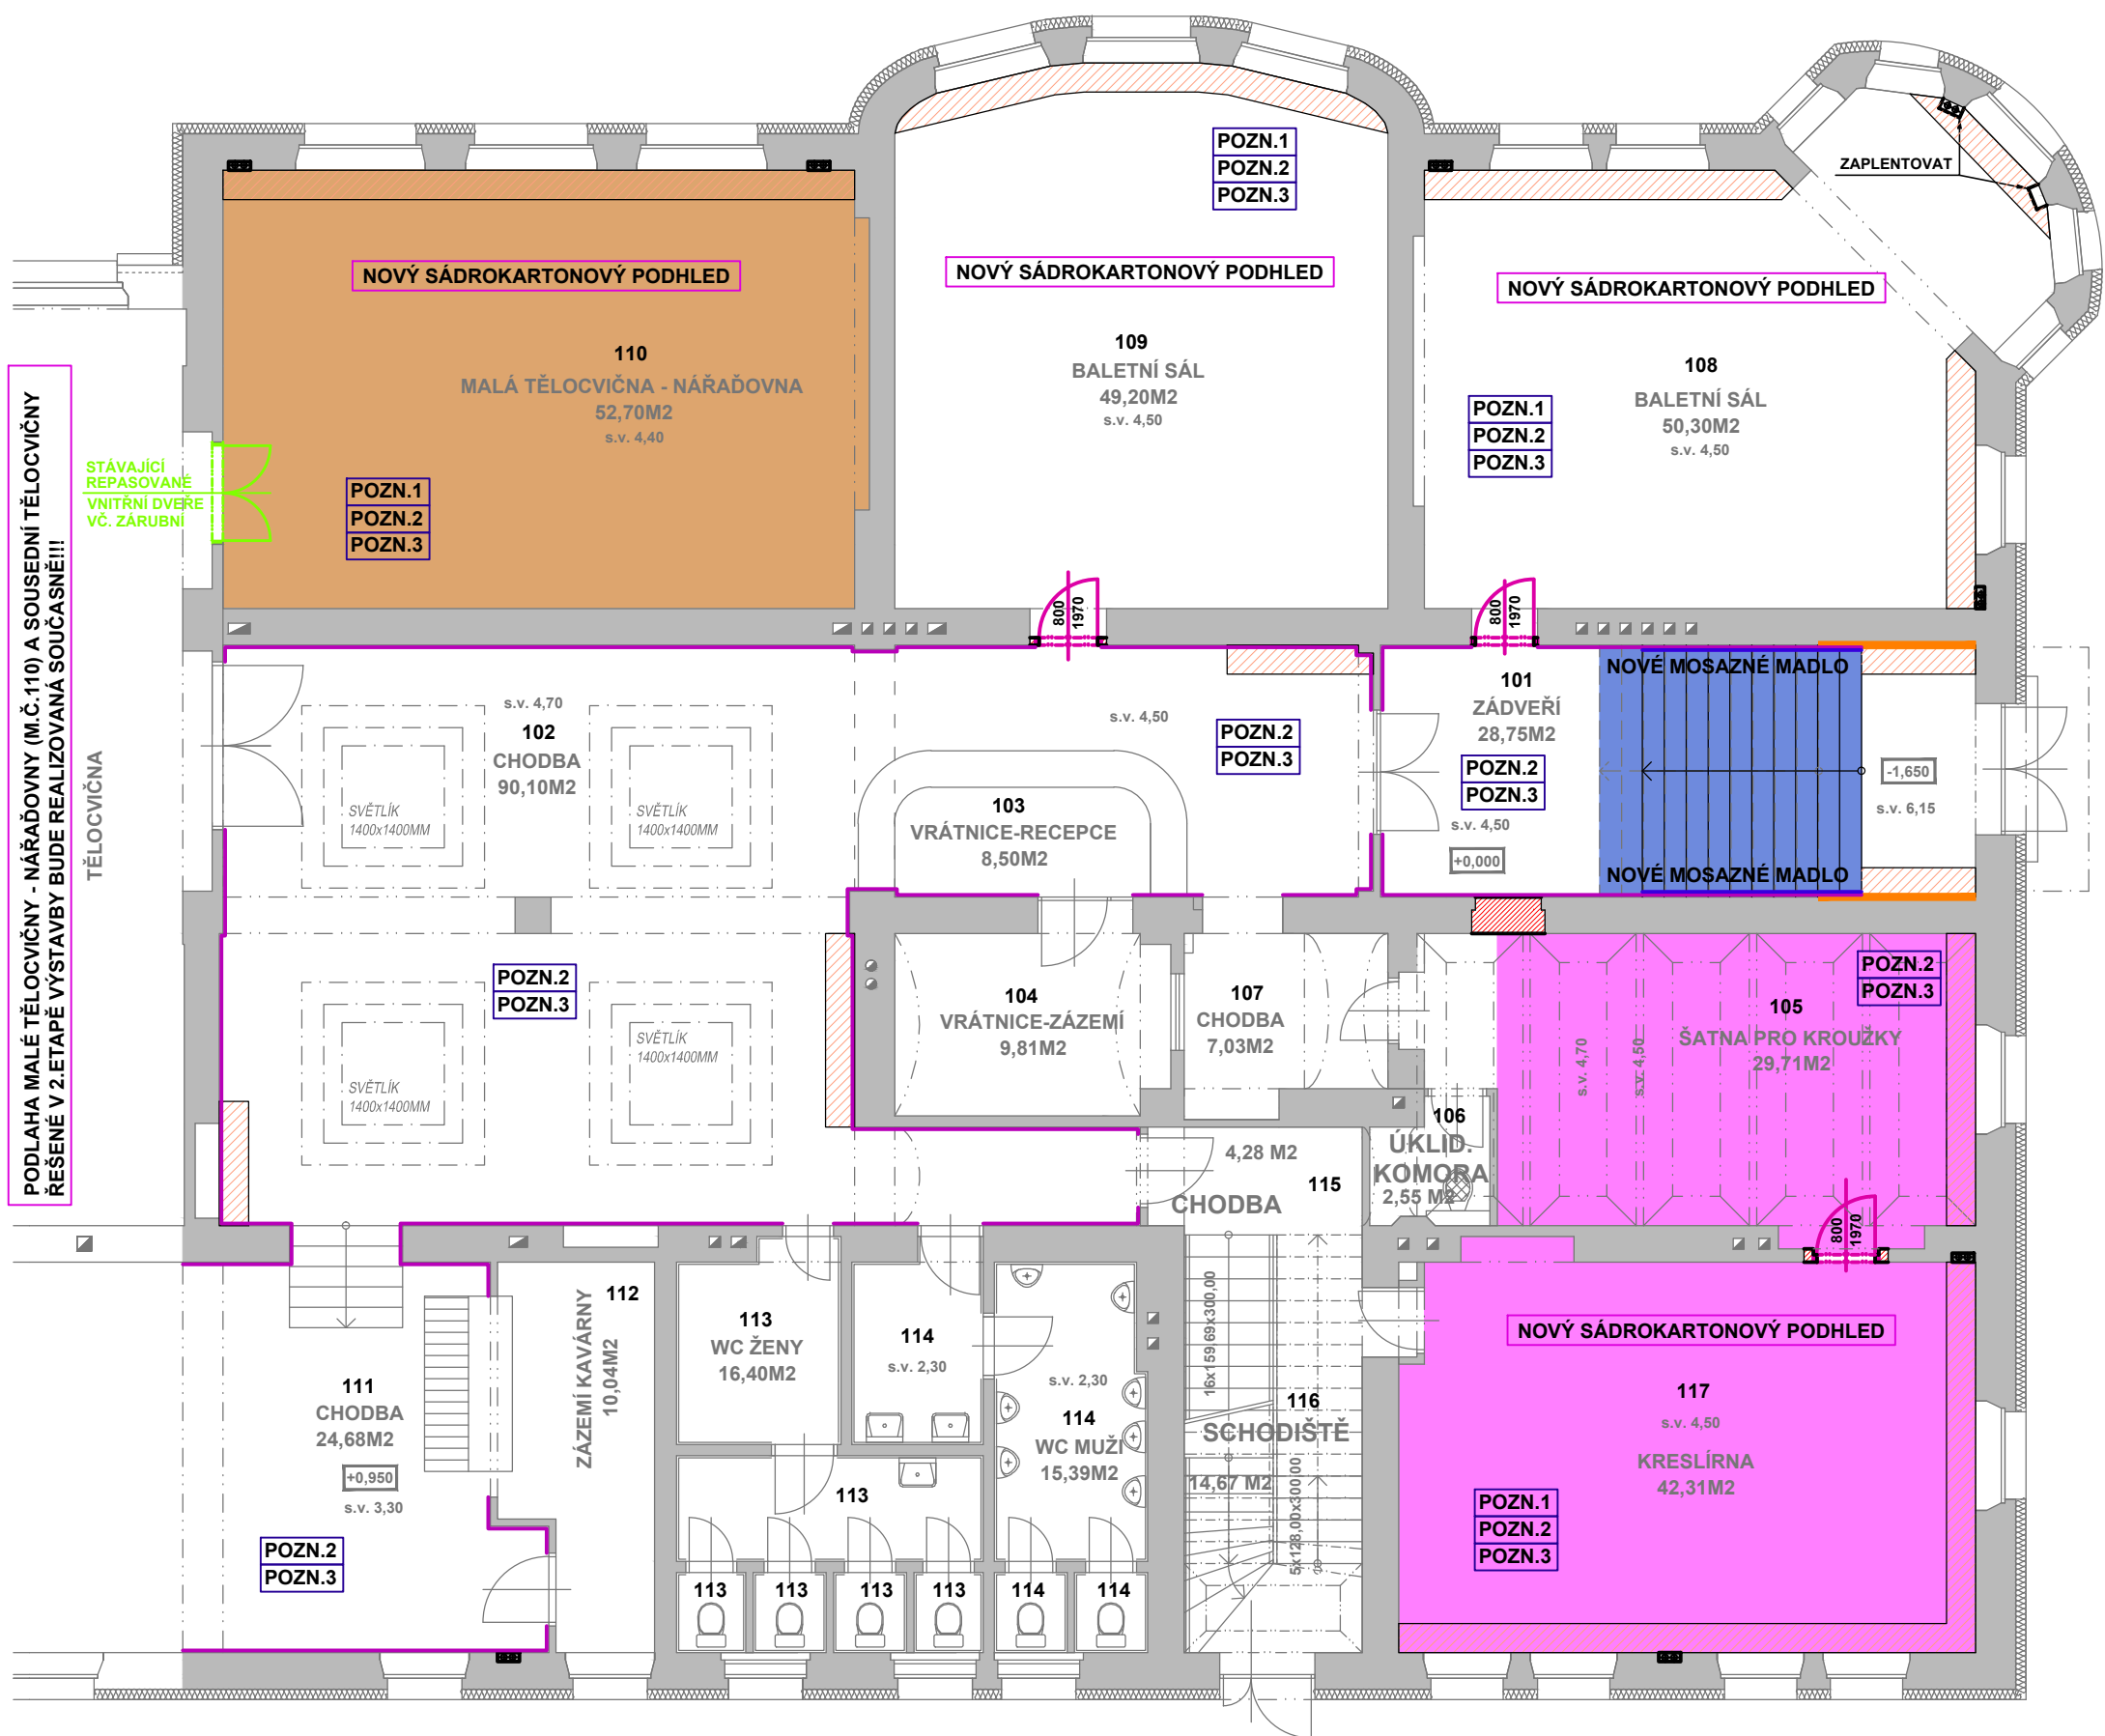 POZN.1
POZN.2
POZN.3
ZAPLENTOVAT
NOVÝ SÁDROKARTONOVÝ PODHLED
NOVÝ SÁDROKARTONOVÝ PODHLED
NOVÝ SÁDROKARTONOVÝ PODHLED
110
MALÁ TĚLOCVIČNA - NÁŘAĎOVNA
52,70M2
s.v. 4,40
109
BALETNÍ SÁL
49,20M2
s.v. 4,50
108
BALETNÍ SÁL
50,30M2
s.v. 4,50
POZN.1
POZN.2
POZN.3
PODLAHA MALÉ TĚLOCVIČNY - NÁŘAĎOVNY (M.Č.110) A SOUSEDNÍ TĚLOCVIČNY
ŘEŠENÉ V 2.ETAPĚ VÝSTAVBY BUDE REALIZOVANÁ SOUČASNĚ!!!
TĚLOCVIČNA
STÁVAJÍCÍ
REPASOVANÉ
VNITŘNÍ DVEŘE
VČ. ZÁRUBNÍ
POZN.1
POZN.2
POZN.3
800
1970
800
1970
s.v. 4,70
102
CHODBA
90,10M2
SVĚTLÍK
1400x1400MM
SVĚTLÍK
1400x1400MM
s.v. 4,50
POZN.2
POZN.3
103
VRÁTNICE-RECEPCE
8,50M2
101
ZÁDVEŘÍ
28,75M2
POZN.2
POZN.3
s.v. 4,50
+0,000
NOVÉ MOSAZNÉ MADLO
NOVÉ MOSAZNÉ MADLO
-1,650
s.v. 6,15
POZN.2
POZN.3
SVĚTLÍK
1400x1400MM
SVĚTLÍK
1400x1400MM
104
VRÁTNICE-ZÁZEMÍ
9,81M2
107
CHODBA
7,03M2
POZN.2
POZN.3
105
ŠATNA PRO KROUŽKY
29,71M2
s.v. 4,70
s.v. 4,50
106
ÚKLID.
KOMORA
2,55 M2
4,28 M2
115
CHODBA
800
1970
111
CHODBA
24,68M2
+0,950
s.v. 3,30
POZN.2
POZN.3
112
ZÁZEMÍ KAVÁRNY
10,04M2
113
WC ŽENY
16,40M2
114
s.v. 2,30
s.v. 2,30
114
WC MUŽI
15,39M2
113
113
113
113
113
114
114
16x159,69x300,00
116
SCHODIŠTĚ
14,67 M2
5x128,00x300,00
NOVÝ SÁDROKARTONOVÝ PODHLED
117
s.v. 4,50
KRESLÍRNA
42,31M2
POZN.1
POZN.2
POZN.3